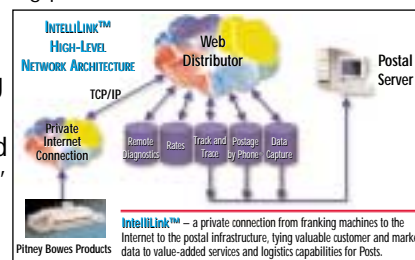 INTELLILINK™
HIGH-LEVEL
NETWORK ARCHITECTURE
Web
Distributor
Postal
Server
TCP/IP
Private
Internet
Connection
Remote
Diagnostics
Rates
Track and
Trace
Postage
by Phone®
Data
Capture
Pitney Bowes Products
IntelliLink™ – a private connection from franking machines to the
Internet to the postal infrastructure, tying valuable customer and marke
data to value-added services and logistics capabilities for Posts.